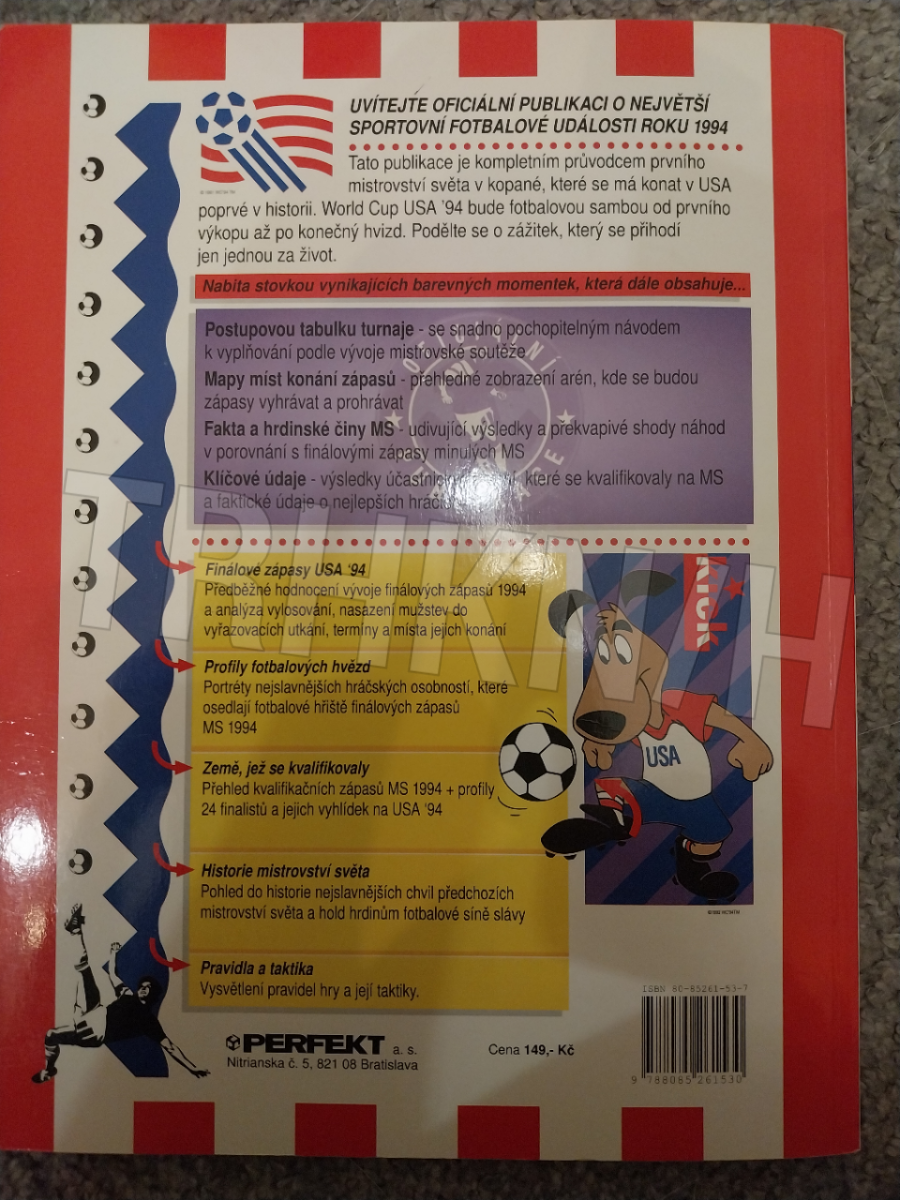 UVÍTEJTE OFICIÁLNÍ PUBLIKACI O NEJVĚTŠÍ
SPORTOVNÍ FOTBALOVÉ UDÁLOSTI ROKU 1994
Tato publikace je kompletním průvodcem prvního
mistrovství světa v kopané, které se má konat v USA
poprvé v historii. World Cup USA '94 bude fotbalovou sambou od prvního
výkopu až po konečný hvizd. Podělte se o zážitek, který se přihodí
jen jednou za život.
Nabita stovkou vynikajících barevných momentek, která dále obsahuje...
Postupovou tabulku turnaje - se snadno pochopitelným návodem
k vyplňování podle vývoje mistrovské soutěže
Mapy míst konání zápasů - přehledné zobrazení arén, kde se budou
zápasy vyhrávat a prohrávat
Fakta a hrdinské činy MS - udivující výsledky a překvapivé shody náhod
v porovnání s finálovými zápasy minulých MS
Klíčové údaje - výsledky které se kvalifikovaly na MS
a faktické údaje o nejlepších
OFICIÁLNÍ
TRHKNIH
Finálové zápasy USA '94
Předběžné hodnocení vývoje finálových zápasů 1994
a analýza vylosování, nasazení mužstev do
vyřazovacích utkání, termíny a místa jejich konání
Profily fotbalových hvězd
Portréty nejslavnějších hráčských osobností, které
osedlají fotbalové hřiště finálových zápasů
MS 1994
Země, jež se kvalifikovaly
Přehled kvalifikačních zápasů MS 1994 + profily
24 finalistů a jejich vyhlídek na USA '94
Historie mistrovství světa
Pohled do historie nejslavnějších chvil předchozích
mistrovství světa a hold hrdinům fotbalové síně slávy
Pravidla a taktika
Vysvětlení pravidel hry a její taktiky.
kick
USA
PERFEKT a. s.
Nitrianska č. 5, 821 08 Bratislava
Cena 149,- Kč
ISBN 80-85261-53-7
9 788085 261530